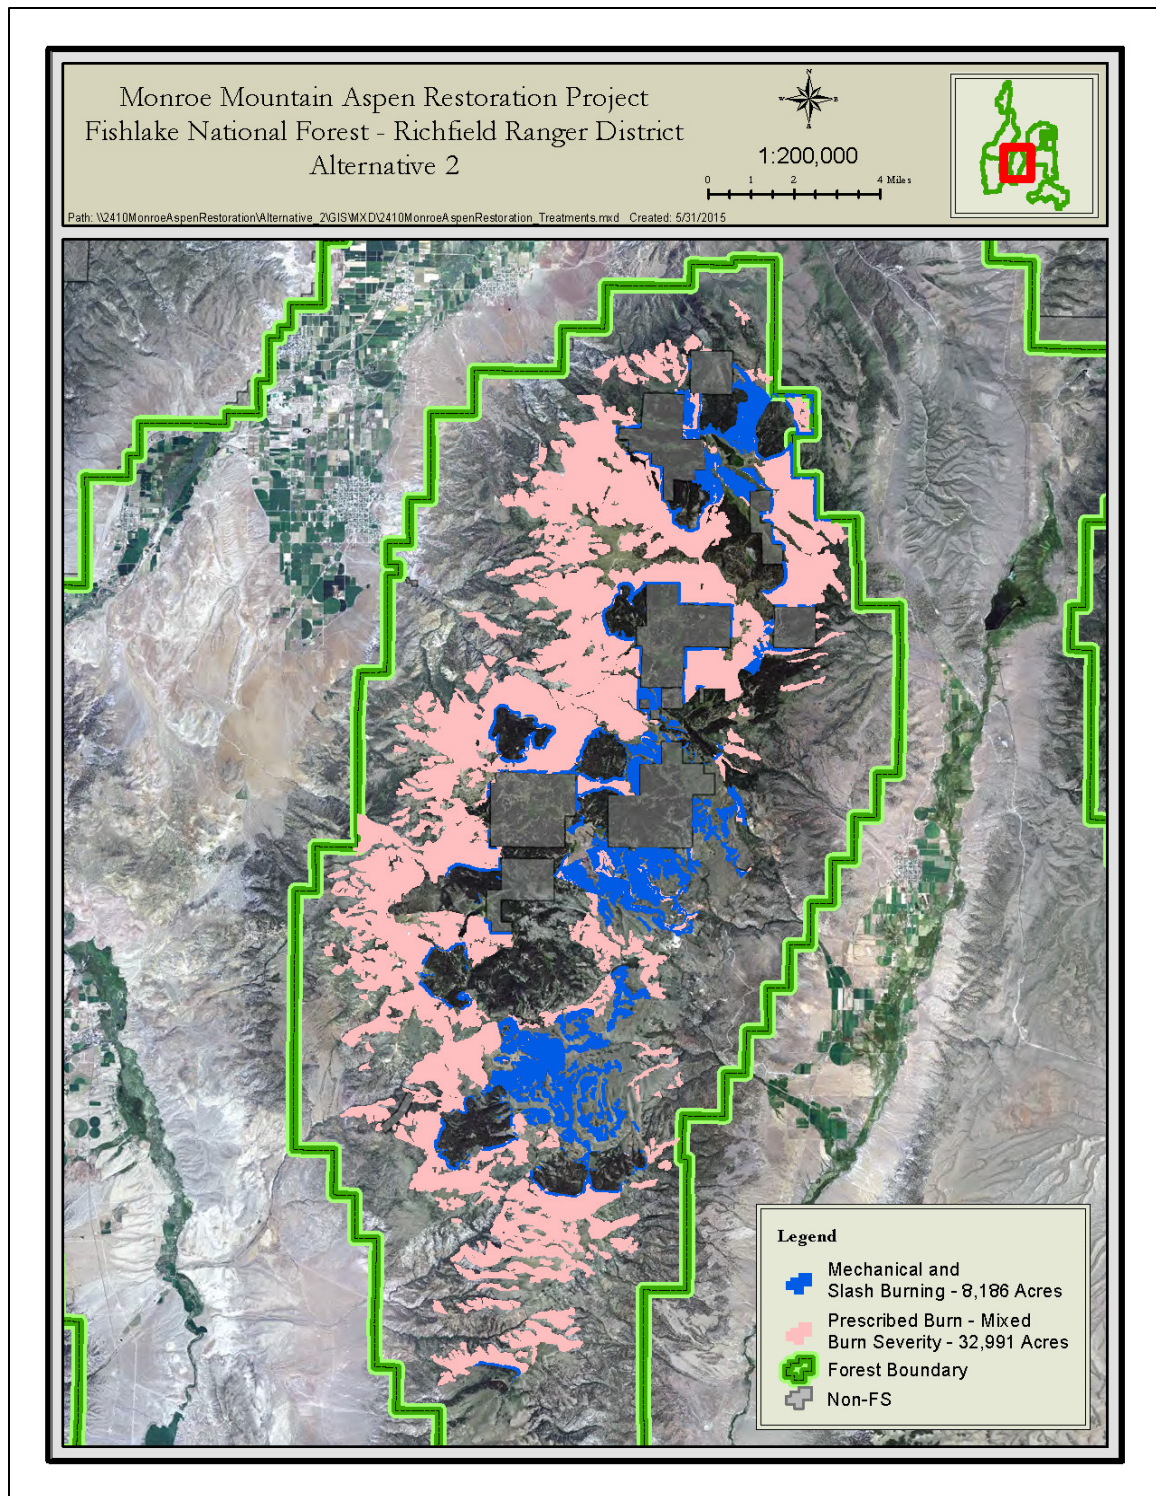 Monroe Mountain Aspen Restoration Project
Fishlake National Forest - Richfield Ranger District
Alternative 2
N
W E
S
1:200,000
0 1 2 4 Miles
Path: \\2410MonroeAspenRestoration\Alternative_2\GIS\MXD\2410MonroeAspenRestoration_Treatments.mxd Created: 5/31/2015
Legend
Mechanical and
Slash Burning - 8,186 Acres
Prescribed Burn - Mixed
Burn Severity - 32,991 Acres
Forest Boundary
Non-FS